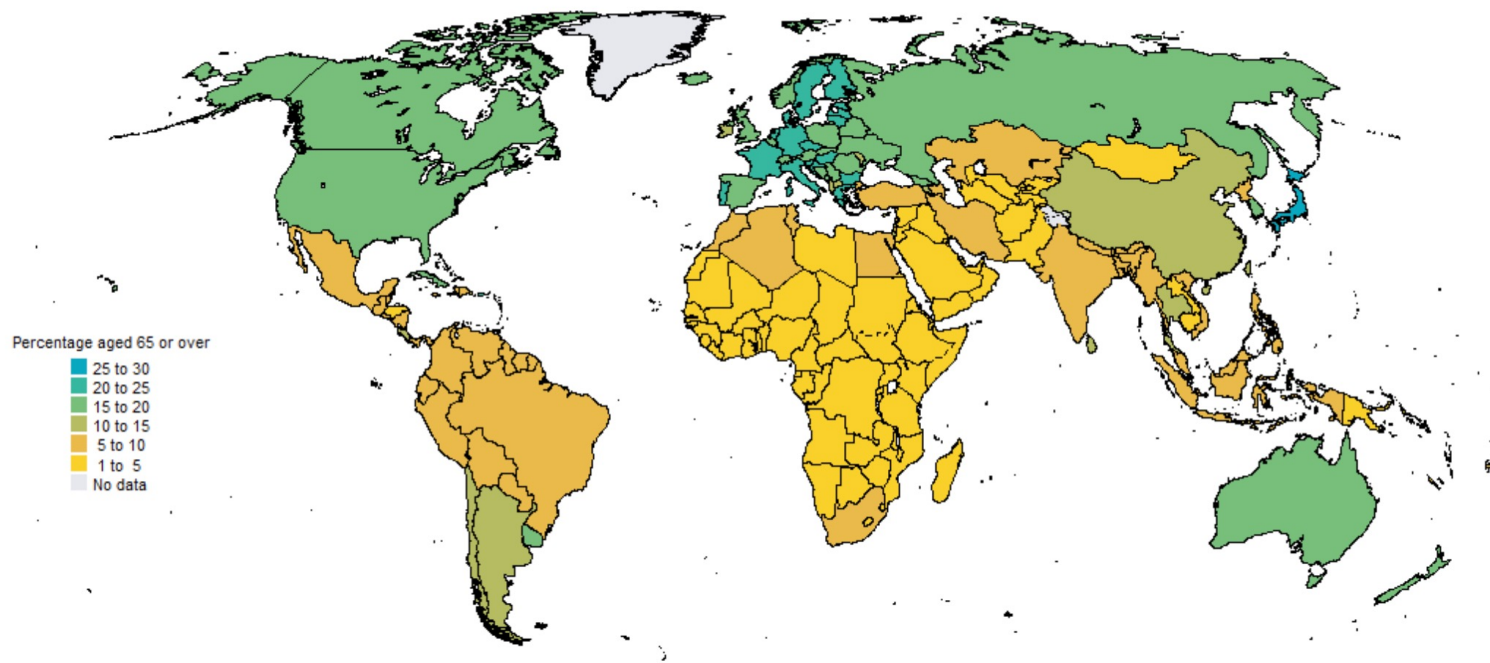 Percentage aged 65 or over
25 to 30
20 to 25
15 to 20
10 to 15
5 to 10
1 to 5
No data